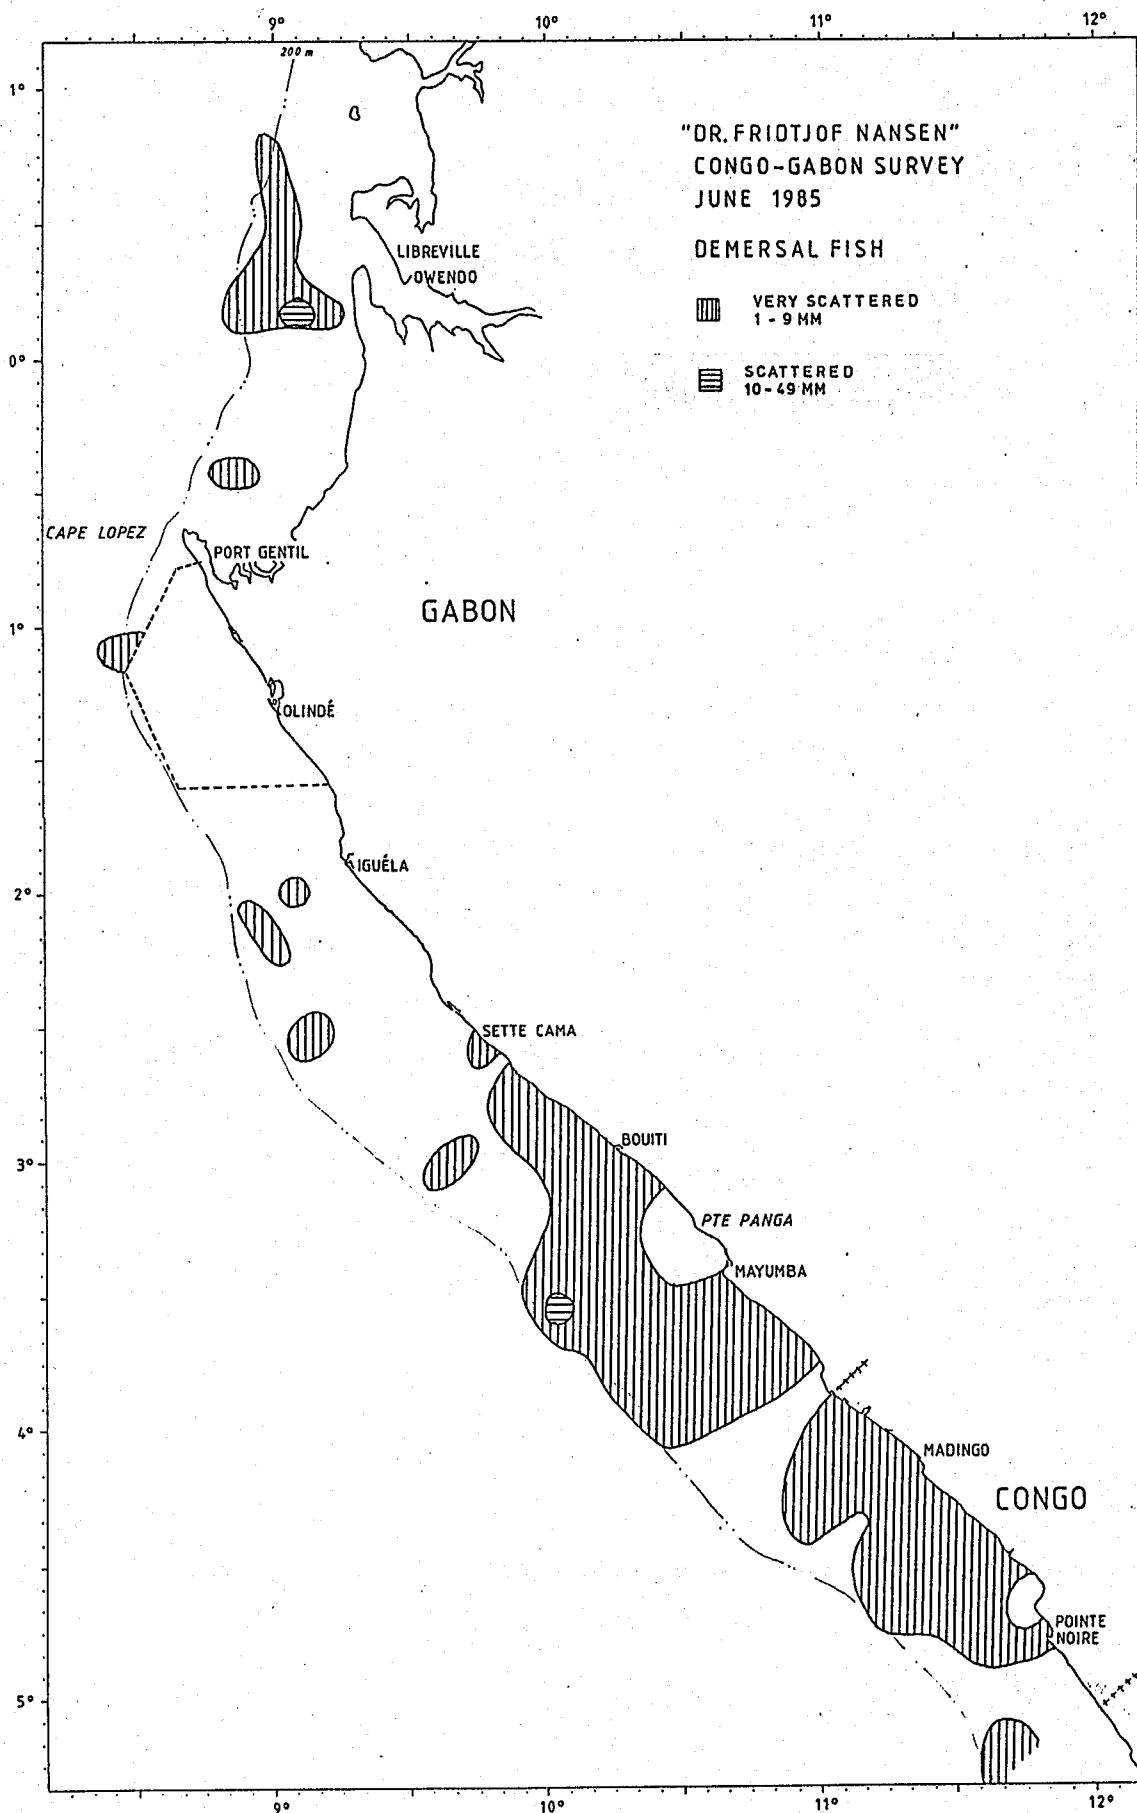 9° 10° 11° 12°
200 m
1°
"DR. FRIDTJOF NANSEN"
CONGO-GABON SURVEY
JUNE 1985
DEMERSAL FISH
LIBREVILLE
OWENDO
VERY SCATTERED
1 - 9 MM
0°
SCATTERED
10 - 49 MM
CAPE LOPEZ
PORT GENTIL
GABON
1°
OLINDÉ
IGUÉLA
2°
SETTE CAMA
BOUITI
3°
PTE PANGA
MAYUMBA
4°
MADINGO
CONGO
POINTE
NOIRE
5°
9° 10° 11° 12°